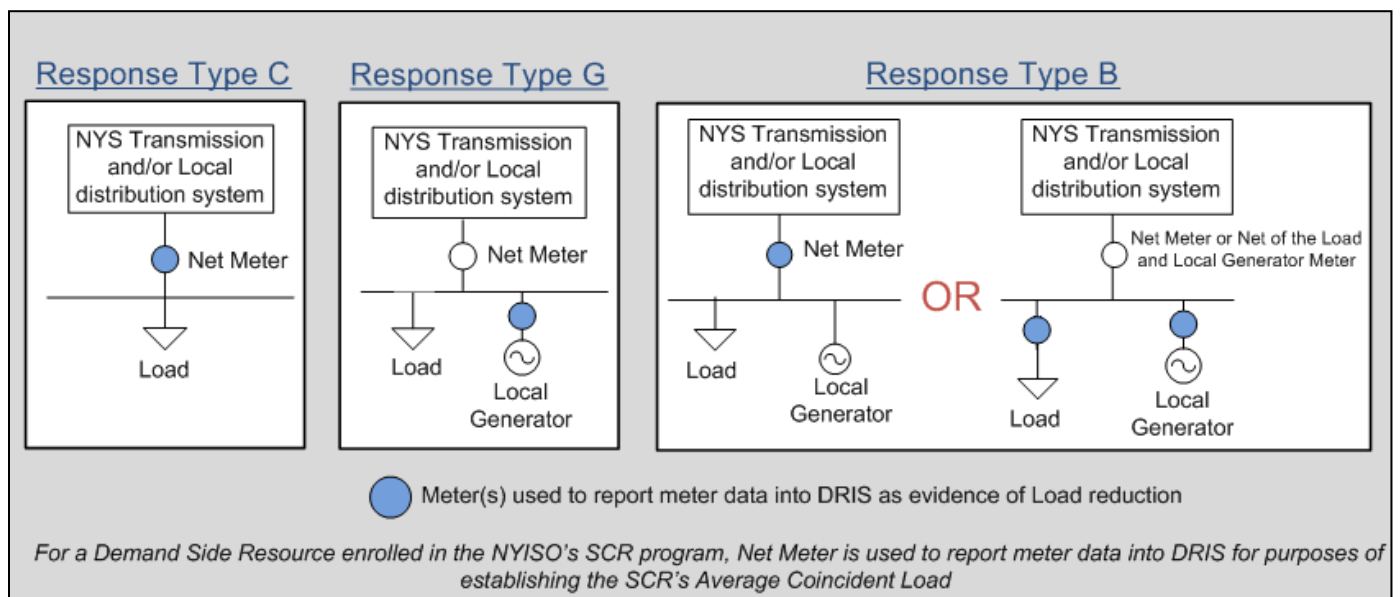 Response Type C
NYS Transmission
and/or Local
distribution system
Net Meter
Load
Response Type G
NYS Transmission
and/or Local
distribution system
Net Meter
Load
Local
Generator
Response Type B
NYS Transmission
and/or Local
distribution system
Net Meter
Load
Local
Generator
OR
NYS Transmission
and/or Local
distribution system
Net Meter or Net of the Load
and Local Generator Meter
Load
Local
Generator
Meter(s) used to report meter data into DRIS as evidence of Load reduction
For a Demand Side Resource enrolled in the NYISO's SCR program, Net Meter is used to report meter data into DRIS for purposes of
establishing the SCR's Average Coincident Load